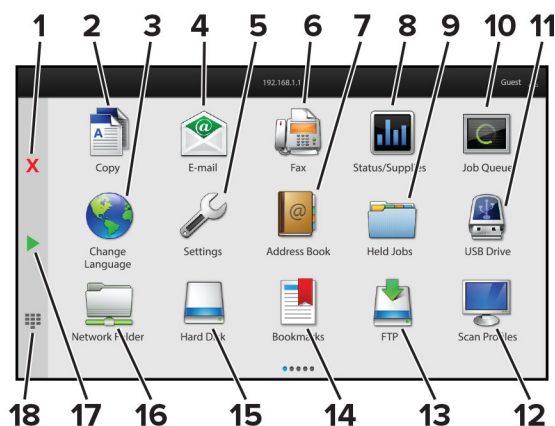 1 2 3 4 5 6 7 8 9 10 11
192.168.1.1 Guest
Copy E-mail Fax Status/Supplies Job Queue
X
Change
Language
Settings Address Book Held Jobs USB Drive
Network Folder Hard Disk Bookmarks FTP Scan Profiles
18 17 16 15 14 13 12